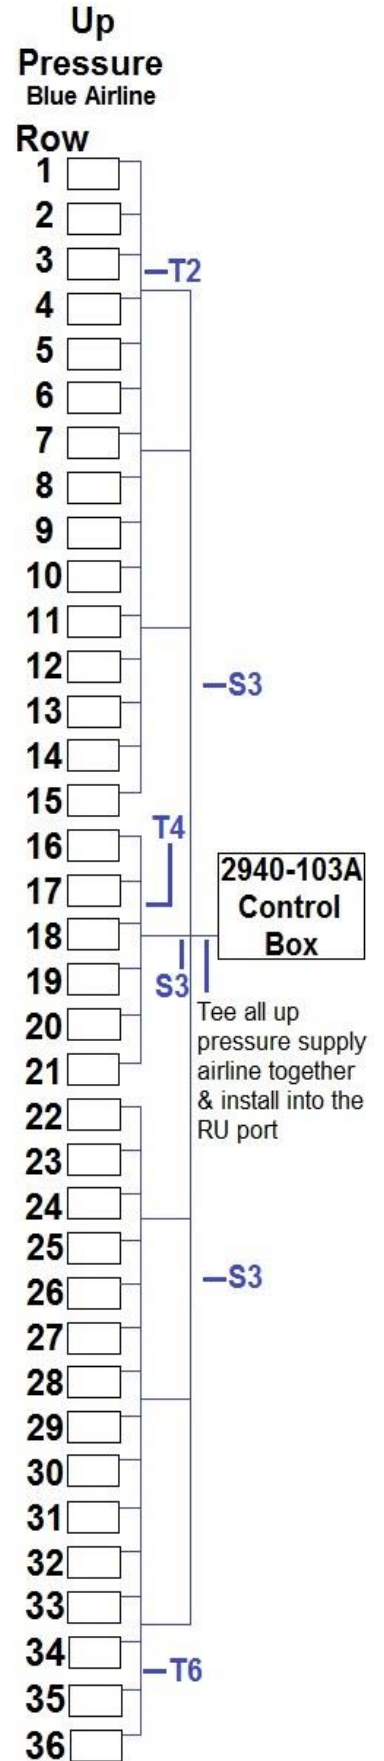 Up
Pressure
Blue Airline
Row
1
2
3
T2
4
5
6
7
8
9
10
11
12
S3
13
14
15
T4
16
17
2940-103A
Control
Box
18
19
S3
Tee all up
pressure supply
airline together
& install into the
RU port
20
21
22
23
24
25
S3
26
27
28
29
30
31
32
33
34
T6
35
36